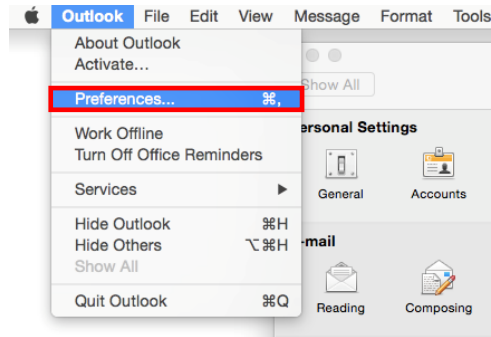 Outlook File Edit View Message Format Tools
About Outlook
Activate...
Show All
Preferences... ⌘,
ersonal Settings
Work Offline
Turn Off Office Reminders
Services
General Accounts
Hide Outlook ⌘H
Hide Others ⌥⌘H
-mail
Show All
Quit Outlook ⌘Q
Reading Composing